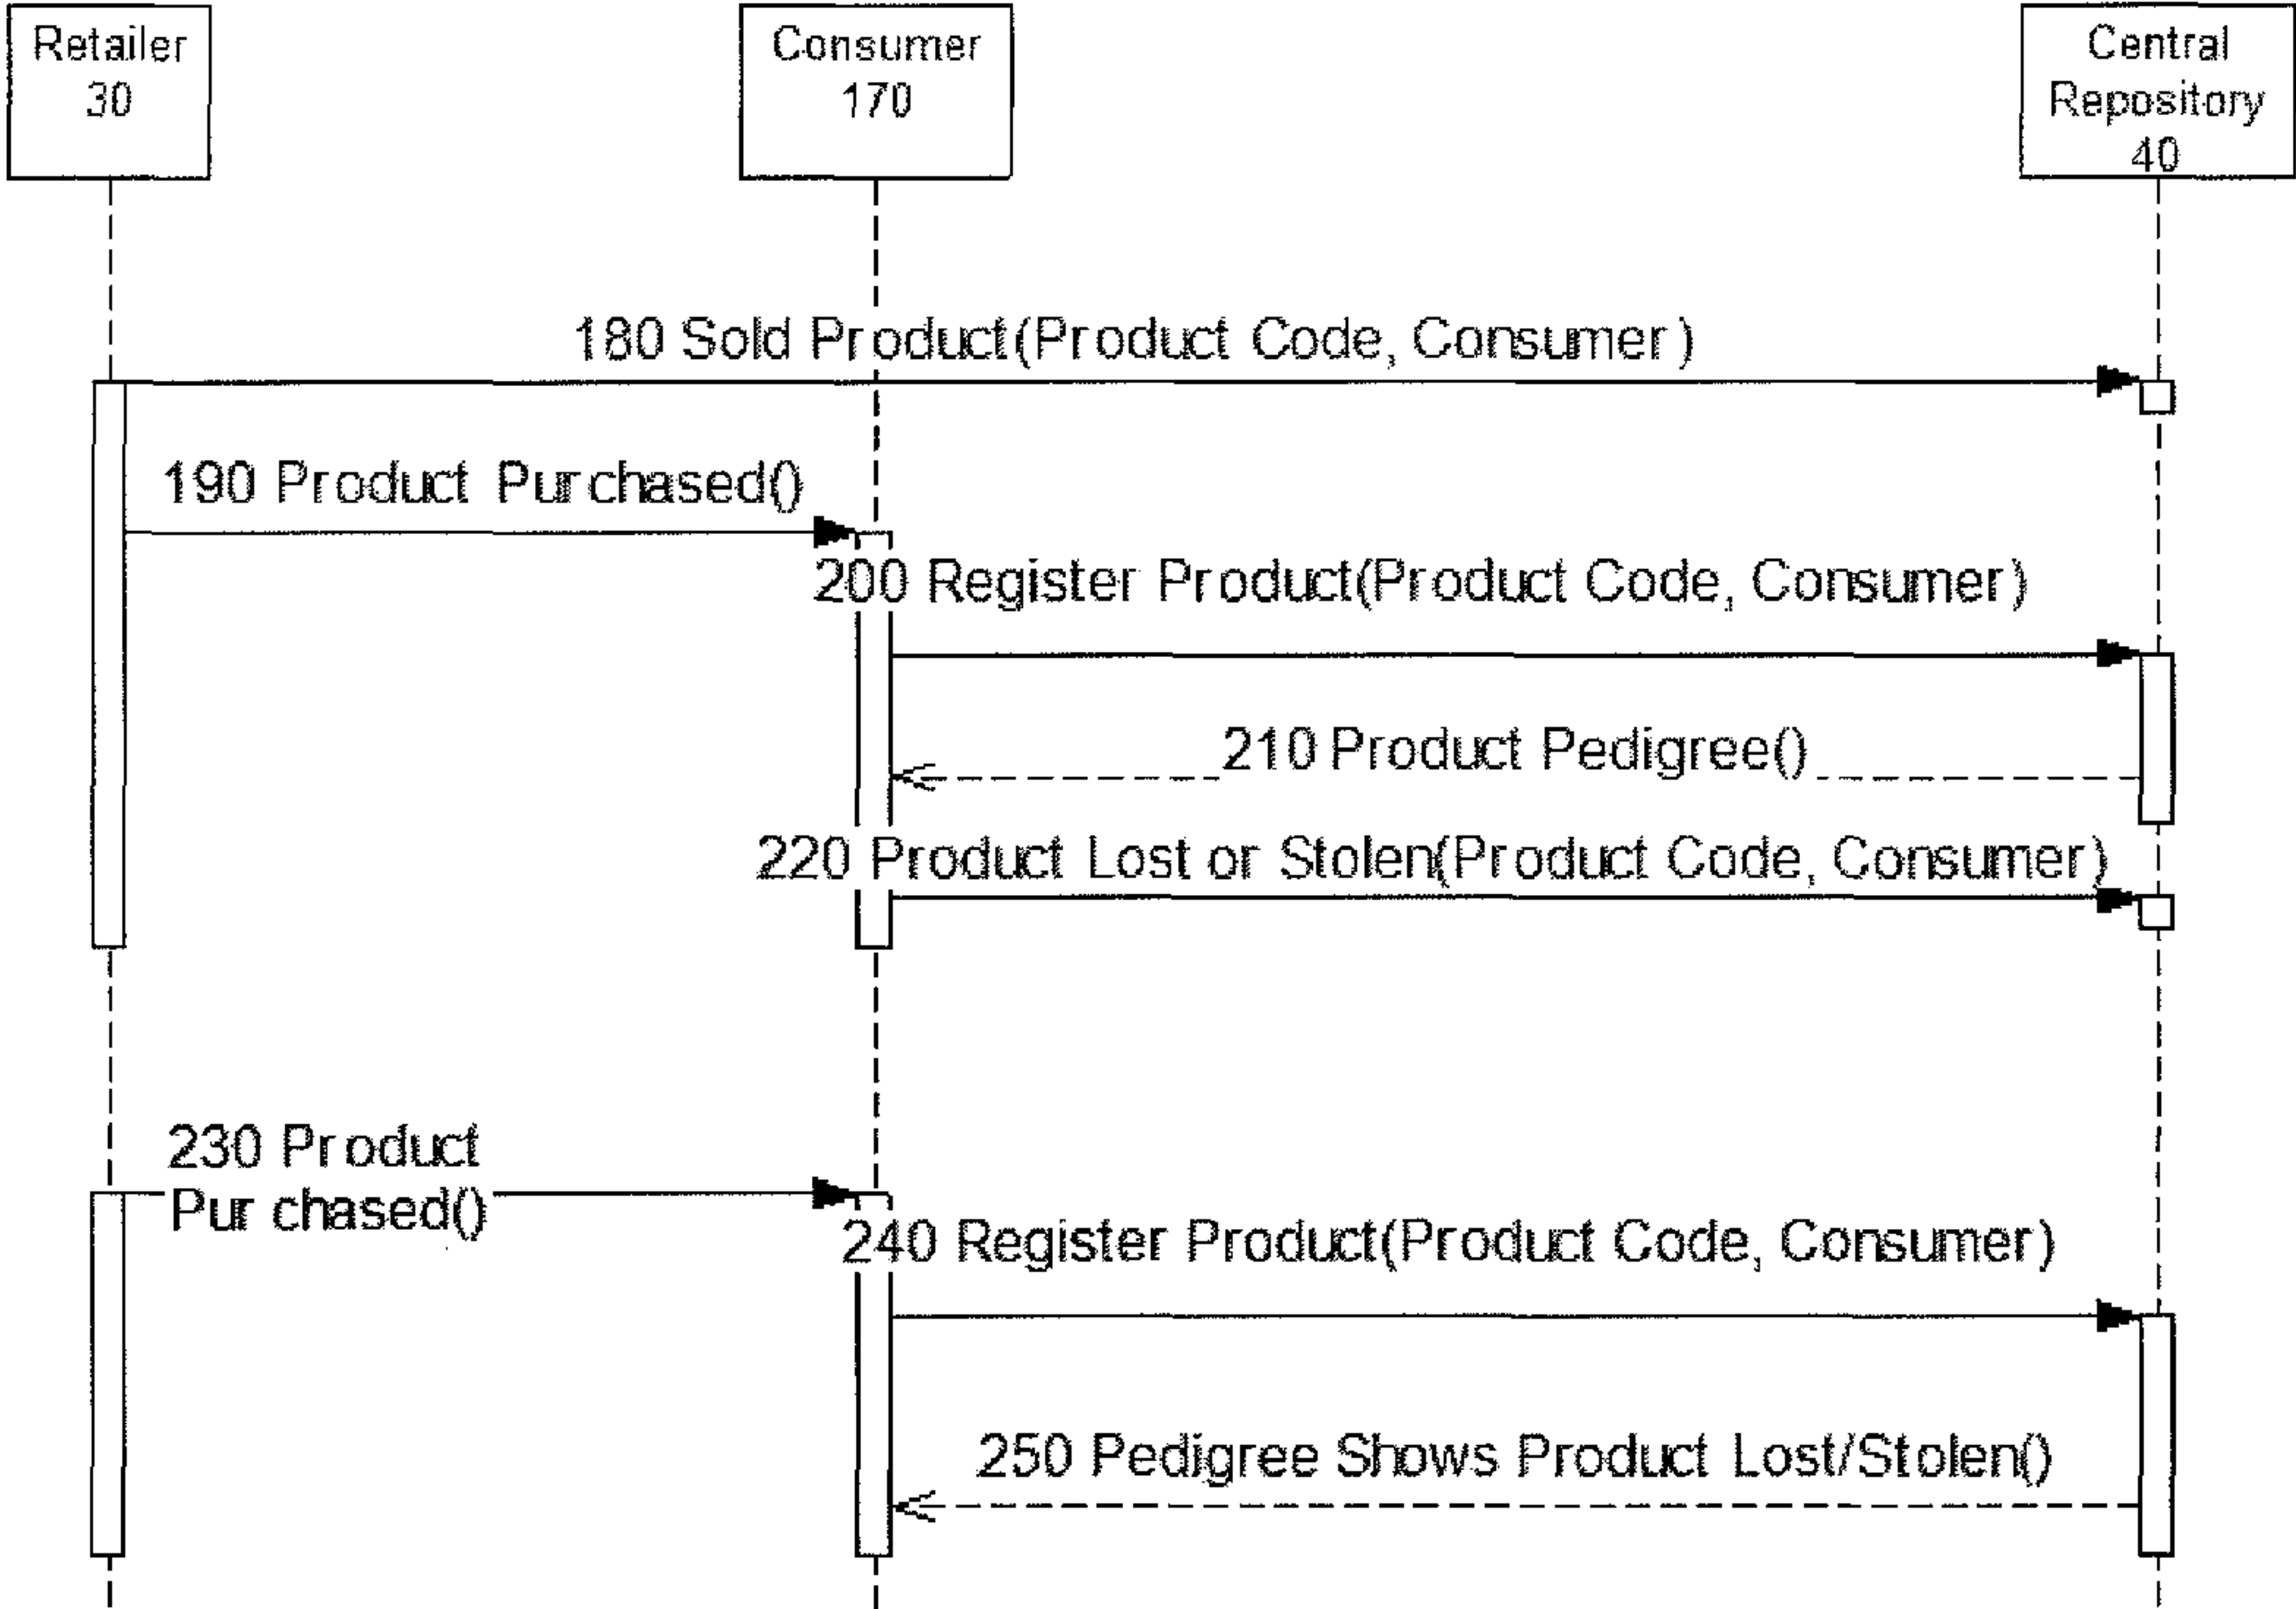 Retailer
30
Consumer
170
Central
Repository
40
180 Sold Product(Product Code, Consumer)
190 Product Purchased()
200 Register Product(Product Code, Consumer)
210 Product Pedigree()
220 Product Lost or Stolen(Product Code, Consumer)
230 Product
Purchased()
240 Register Product(Product Code, Consumer)
250 Pedigree Shows Product Lost/Stolen()